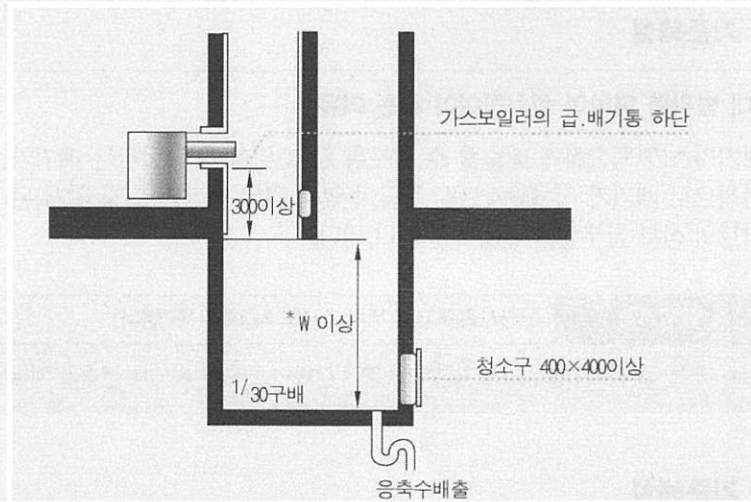 가스보일러의 급.배기통 하단
300이상
*W 이상
청소구 400×400이상
1/30구배
응축수배출